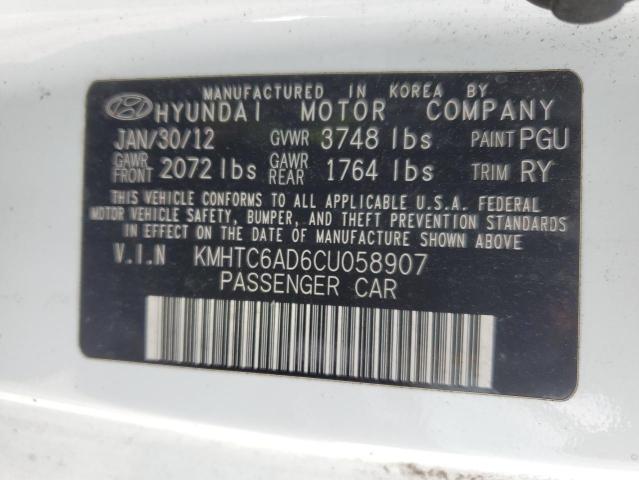 MANUFACTURED IN KOREA BY
HYUNDAI MOTOR COMPANY
JAN/30/12 GVWR 3748 lbs PAINT PGU
GAWR FRONT 2072 lbs GAWR REAR 1764 lbs TRIM RY
THIS VEHICLE CONFORMS TO ALL APPLICABLE U.S.A. FEDERAL
MOTOR VEHICLE SAFETY, BUMPER, AND THEFT PREVENTION STANDARDS
IN EFFECT ON THE DATE OF MANUFACTURE SHOWN ABOVE.
V.I.N KMHTC6AD6CU058907
PASSENGER CAR